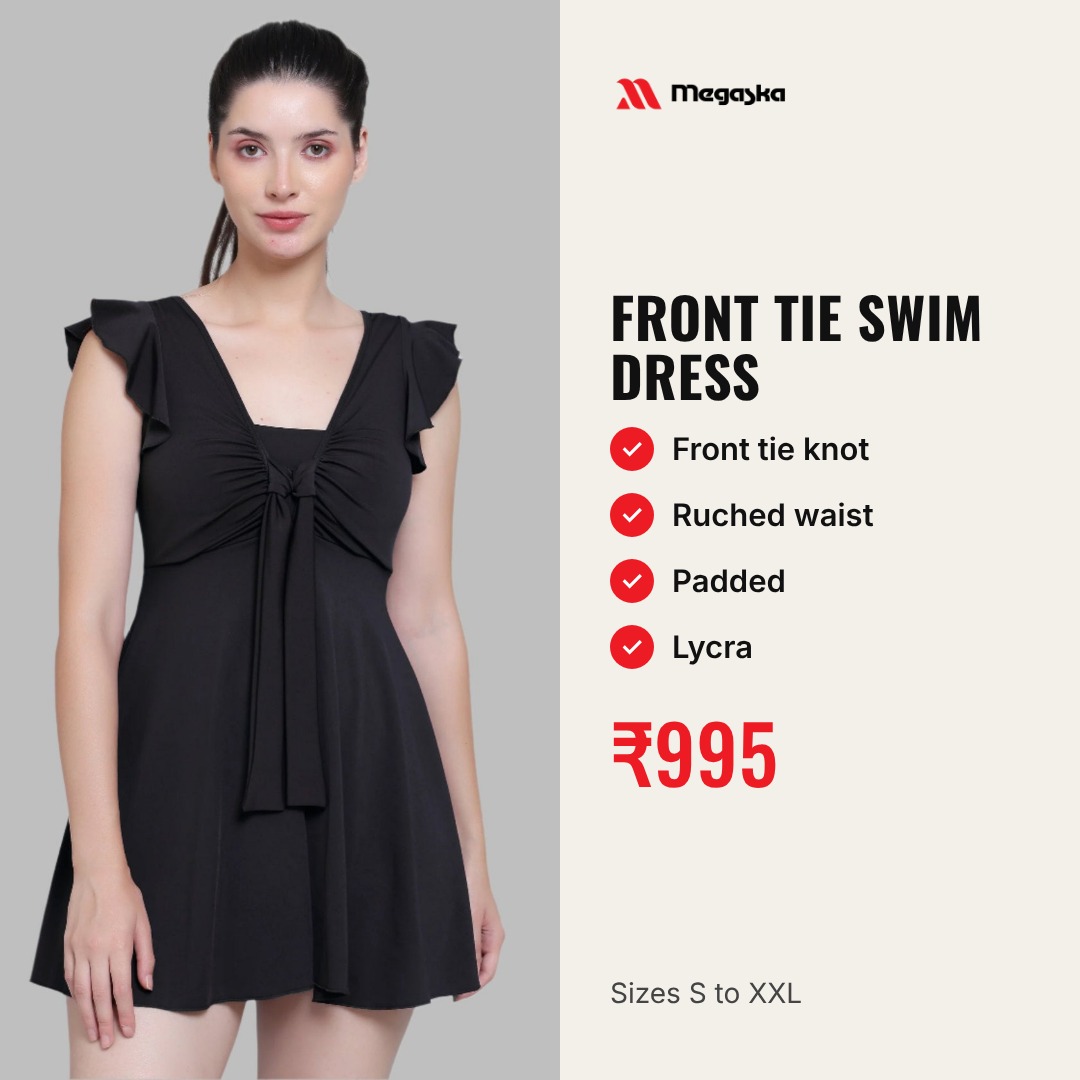 Megaska
FRONT TIE SWIM
DRESS
Front tie knot
Ruched waist
Padded
Lycra
₹995
Sizes S to XXL